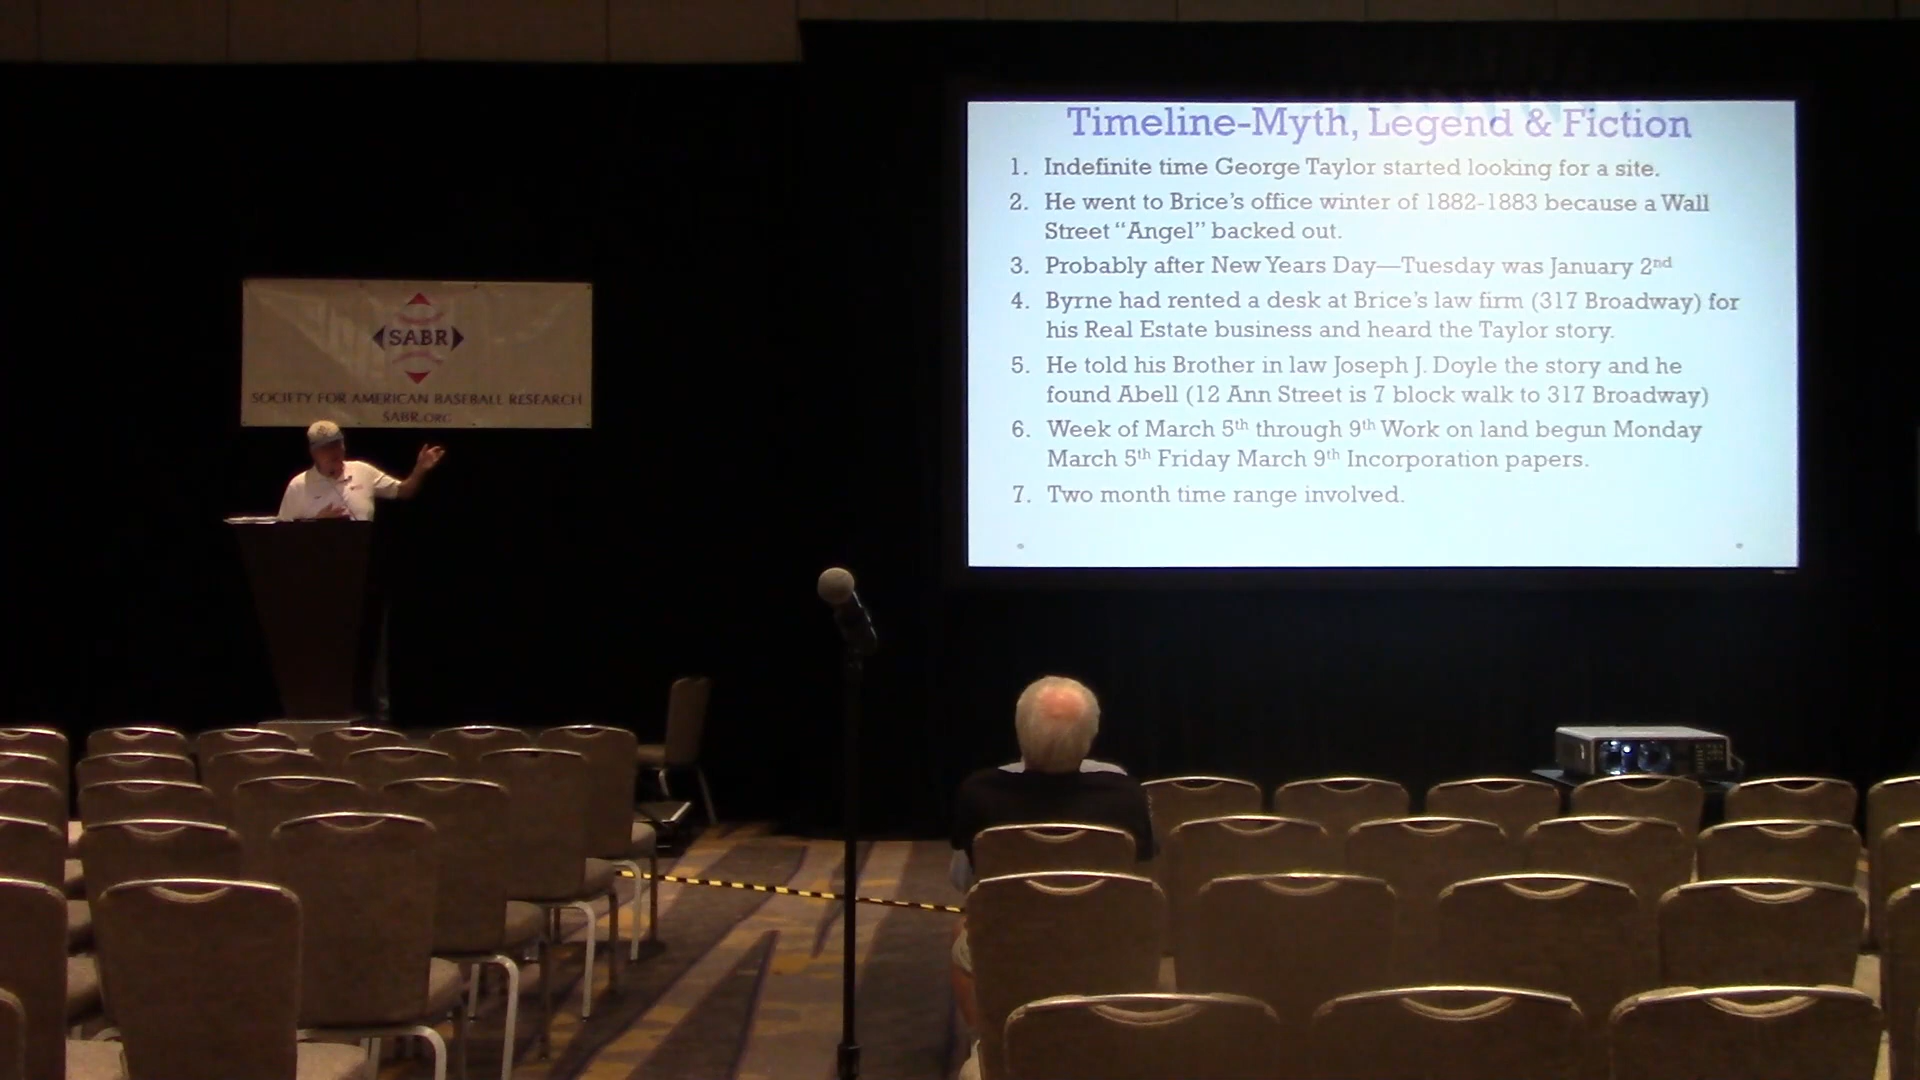 SABR
SOCIETY FOR AMERICAN BASEBALL RESEARCH
SABR.ORG
Timeline-Myth, Legend & Fiction
1. Indefinite time George Taylor started looking for a site.
2. He went to Brice's office winter of 1882-1883 because a Wall
Street “Angel” backed out.
3. Probably after New Years Day—Tuesday was January 2nd
4. Byrne had rented a desk at Brice's law firm (317 Broadway) for
his Real Estate business and heard the Taylor story.
5. He told his Brother in law Joseph J. Doyle the story and he
found Abell (12 Ann Street is 7 block walk to 317 Broadway)
6. Week of March 5th through 9th Work on land begun Monday
March 5th Friday March 9th Incorporation papers.
7. Two month time range involved.